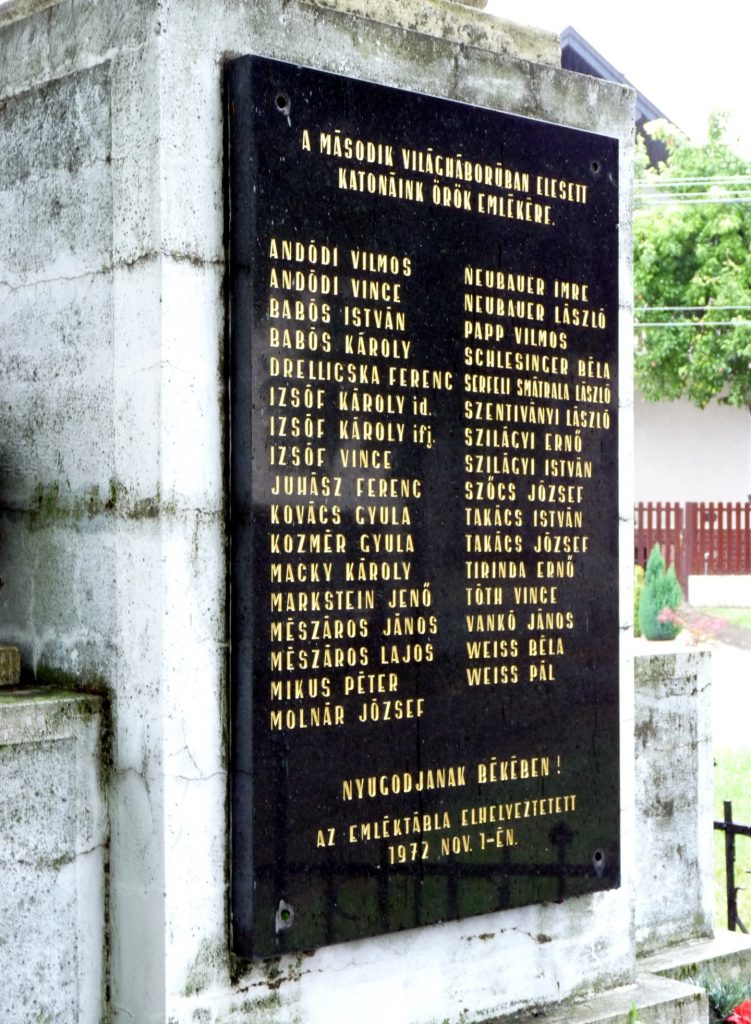 A MÁSODIK VILÁGHÁBORÚBAN ELESETT
KATONÁINK ÖRÖK EMLÉKÉRE.
ANDÓDI VILMOS
ANDÓDI VINCE
BABÓS ISTVÁN
BABÓS KÁROLY
DRELLICSKA FERENC
IZSÓF KÁROLY id.
IZSÓF KÁROLY ifj.
IZSÓF VINCE
JUHÁSZ FERENC
KOVÁCS GYULA
KOZMÉR GYULA
MACKY KÁROLY
MARKSTEIN JENŐ
MÉSZÁROS JÁNOS
MÉSZÁROS LAJOS
MIKUS PÉTER
MOLNÁR JÓZSEF
NEUBAUER IMRE
NEUBAUER LÁSZLÓ
PAPP VILMOS
SCHLESINGER BÉLA
SERFELI SMÁTRALA LÁSZLÓ
SZENTIVÁNYI LÁSZLÓ
SZILÁGYI ERNŐ
SZILÁGYI ISTVÁN
SZŐCS JÓZSEF
TAKÁCS ISTVÁN
TAKÁCS JÓZSEF
TIRINDA ERNŐ
TÓTH VINCE
VANKÓ JÁNOS
WEISS BÉLA
WEISS PÁL
NYUGODJANAK BÉKÉBEN!
AZ EMLÉKTÁBLA ELHELYEZTETETT
1972 NOV. 1-ÉN.